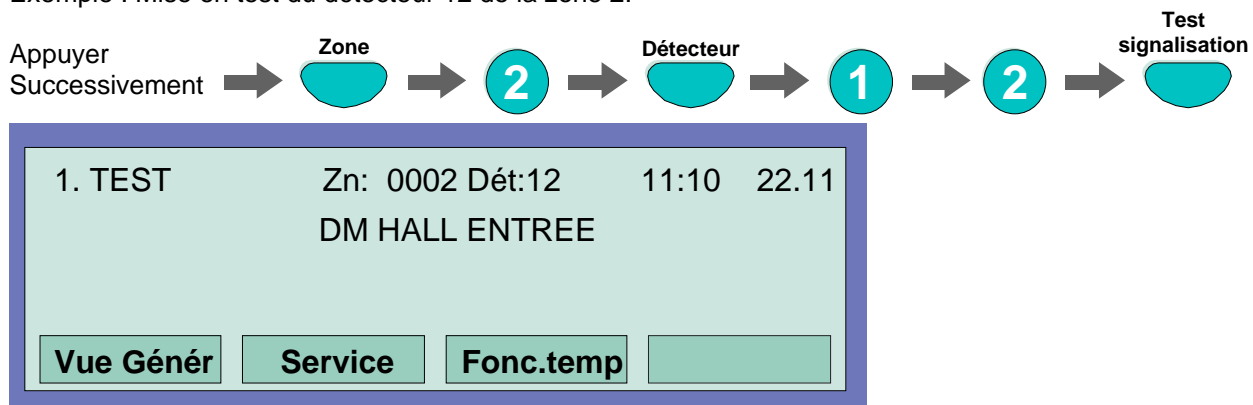 Exemple : Mise en test du détecteur 12 de la zone 2.
Appuyer
Successivement
Zone
2
Détecteur
1
2
Test
signalisation
1. TEST Zn: 0002 Dét:12 11:10 22.11
DM HALL ENTREE
Vue Génér Service Fonc.temp